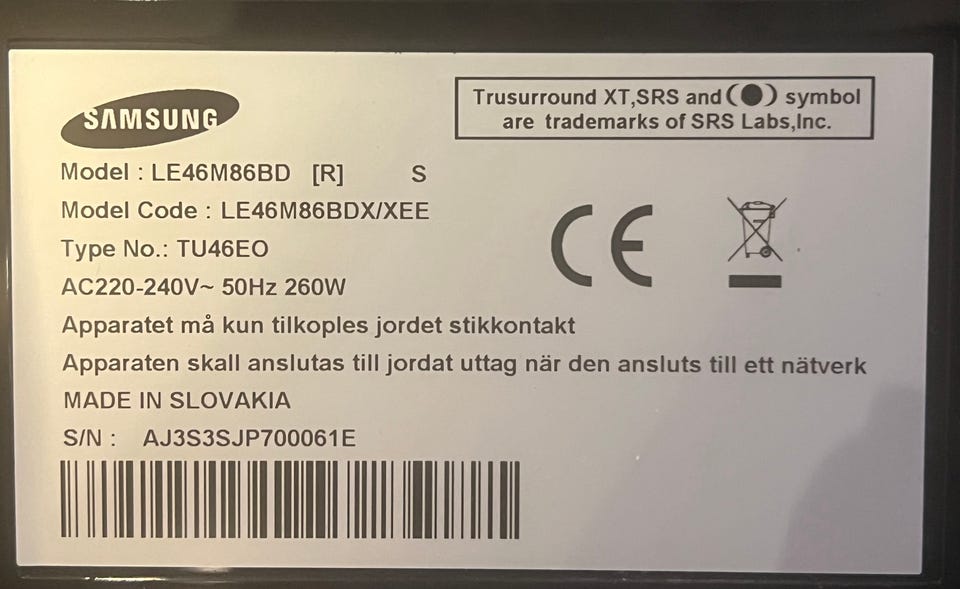 SAMSUNG
Trusurround XT,SRS and (●) symbol
are trademarks of SRS Labs,Inc.
Model : LE46M86BD [R] S
Model Code : LE46M86BDX/XEE
Type No.: TU46EO
AC220-240V~ 50Hz 260W
Apparatet må kun tilkoples jordet stikkontakt
Apparaten skall anslutas till jordat uttag när den ansluts till ett nätverk
MADE IN SLOVAKIA
S/N : AJ3S3SJP700061E
CE